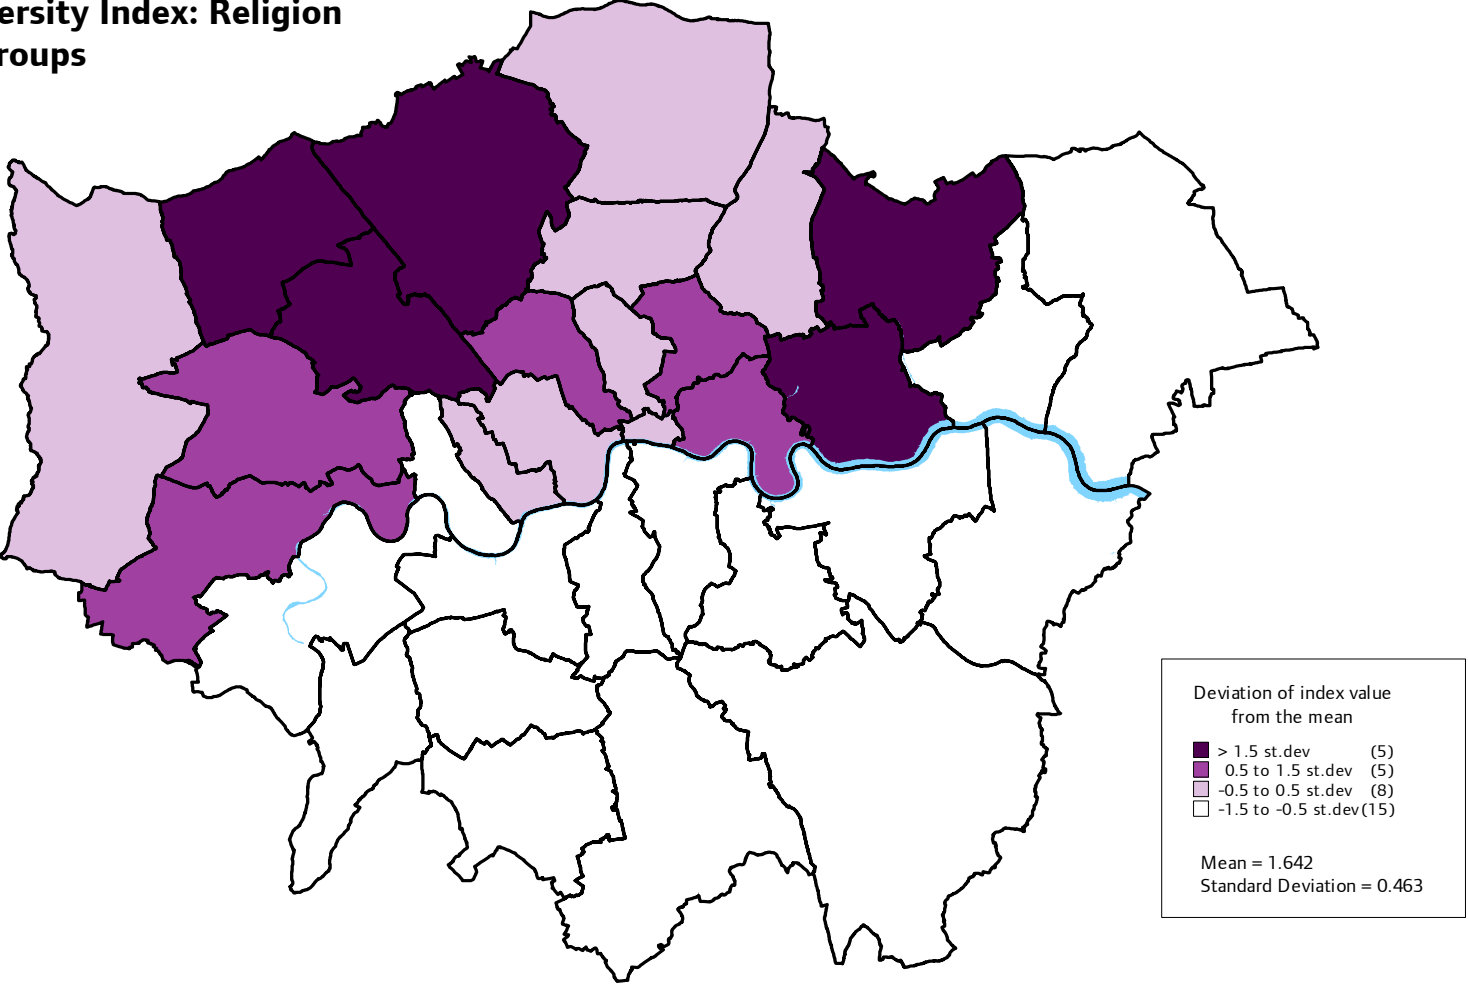 ersity Index: Religion
roups
Deviation of index value
from the mean
> 1.5 st.dev (5)
0.5 to 1.5 st.dev (5)
-0.5 to 0.5 st.dev (8)
-1.5 to -0.5 st.dev (15)
Mean = 1.642
Standard Deviation = 0.463